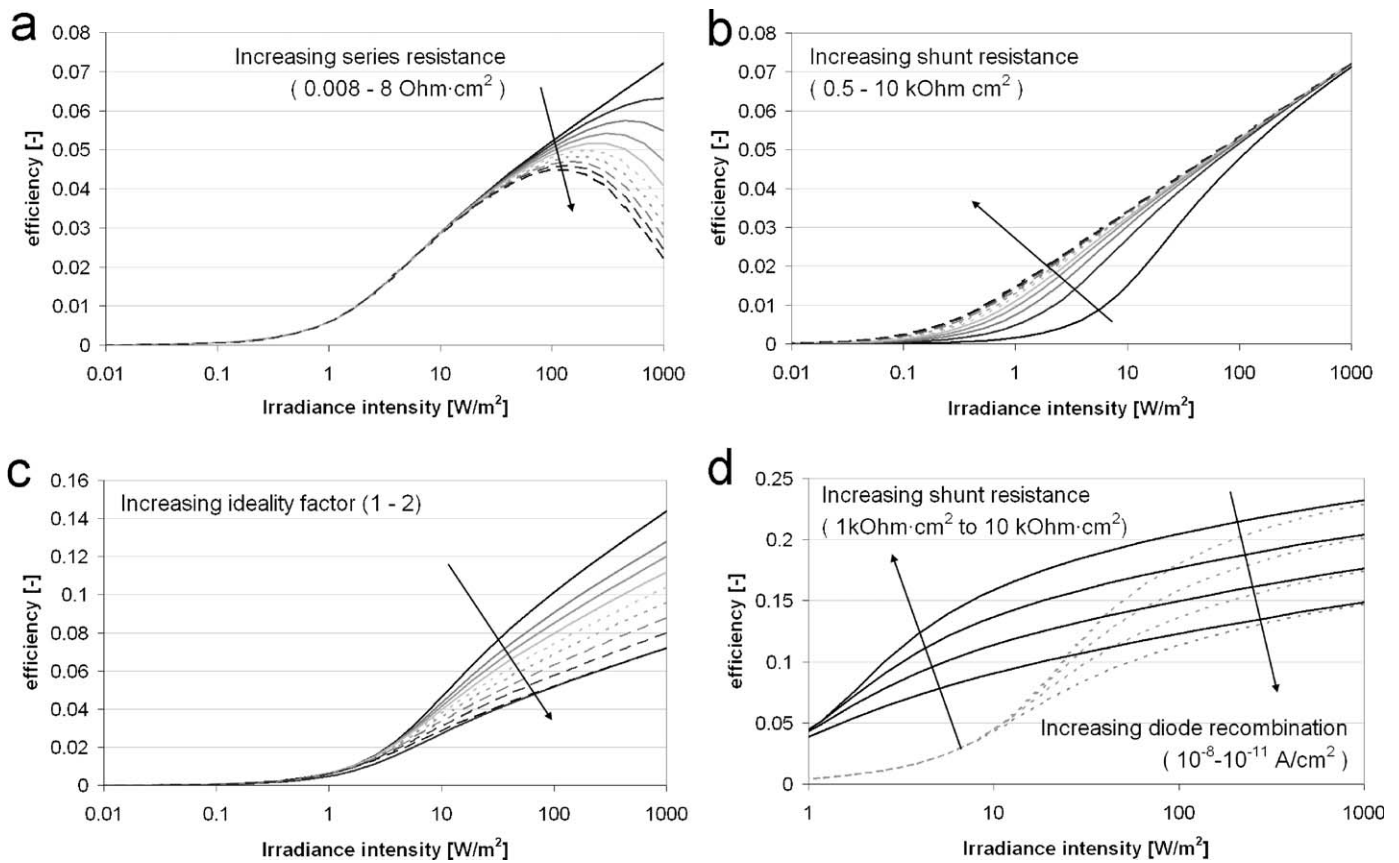 a
Increasing series resistance
( 0.008 - 8 Ohm·cm²)
efficiency [-]
0.08
0.07
0.06
0.05
0.04
0.03
0.02
0.01
0
0.01 0.1 1 10 100 1000
Irradiance intensity [W/m²]
b
Increasing shunt resistance
( 0.5 - 10 kOhm cm²)
efficiency [-]
0.08
0.07
0.06
0.05
0.04
0.03
0.02
0.01
0
0.01 0.1 1 10 100 1000
Irradiance intensity [W/m²]
c
Increasing ideality factor (1 - 2)
efficiency [-]
0.16
0.14
0.12
0.1
0.08
0.06
0.04
0.02
0
0.01 0.1 1 10 100 1000
Irradiance intensity [W/m²]
d
Increasing shunt resistance
( 1kOhm·cm² to 10 kOhm·cm²)
efficiency [-]
0.25
0.2
0.15
0.1
0.05
0
Increasing diode recombination
( 10⁻⁸-10⁻¹¹ A/cm²)
1 10 100 1000
Irradiance intensity [W/m²]